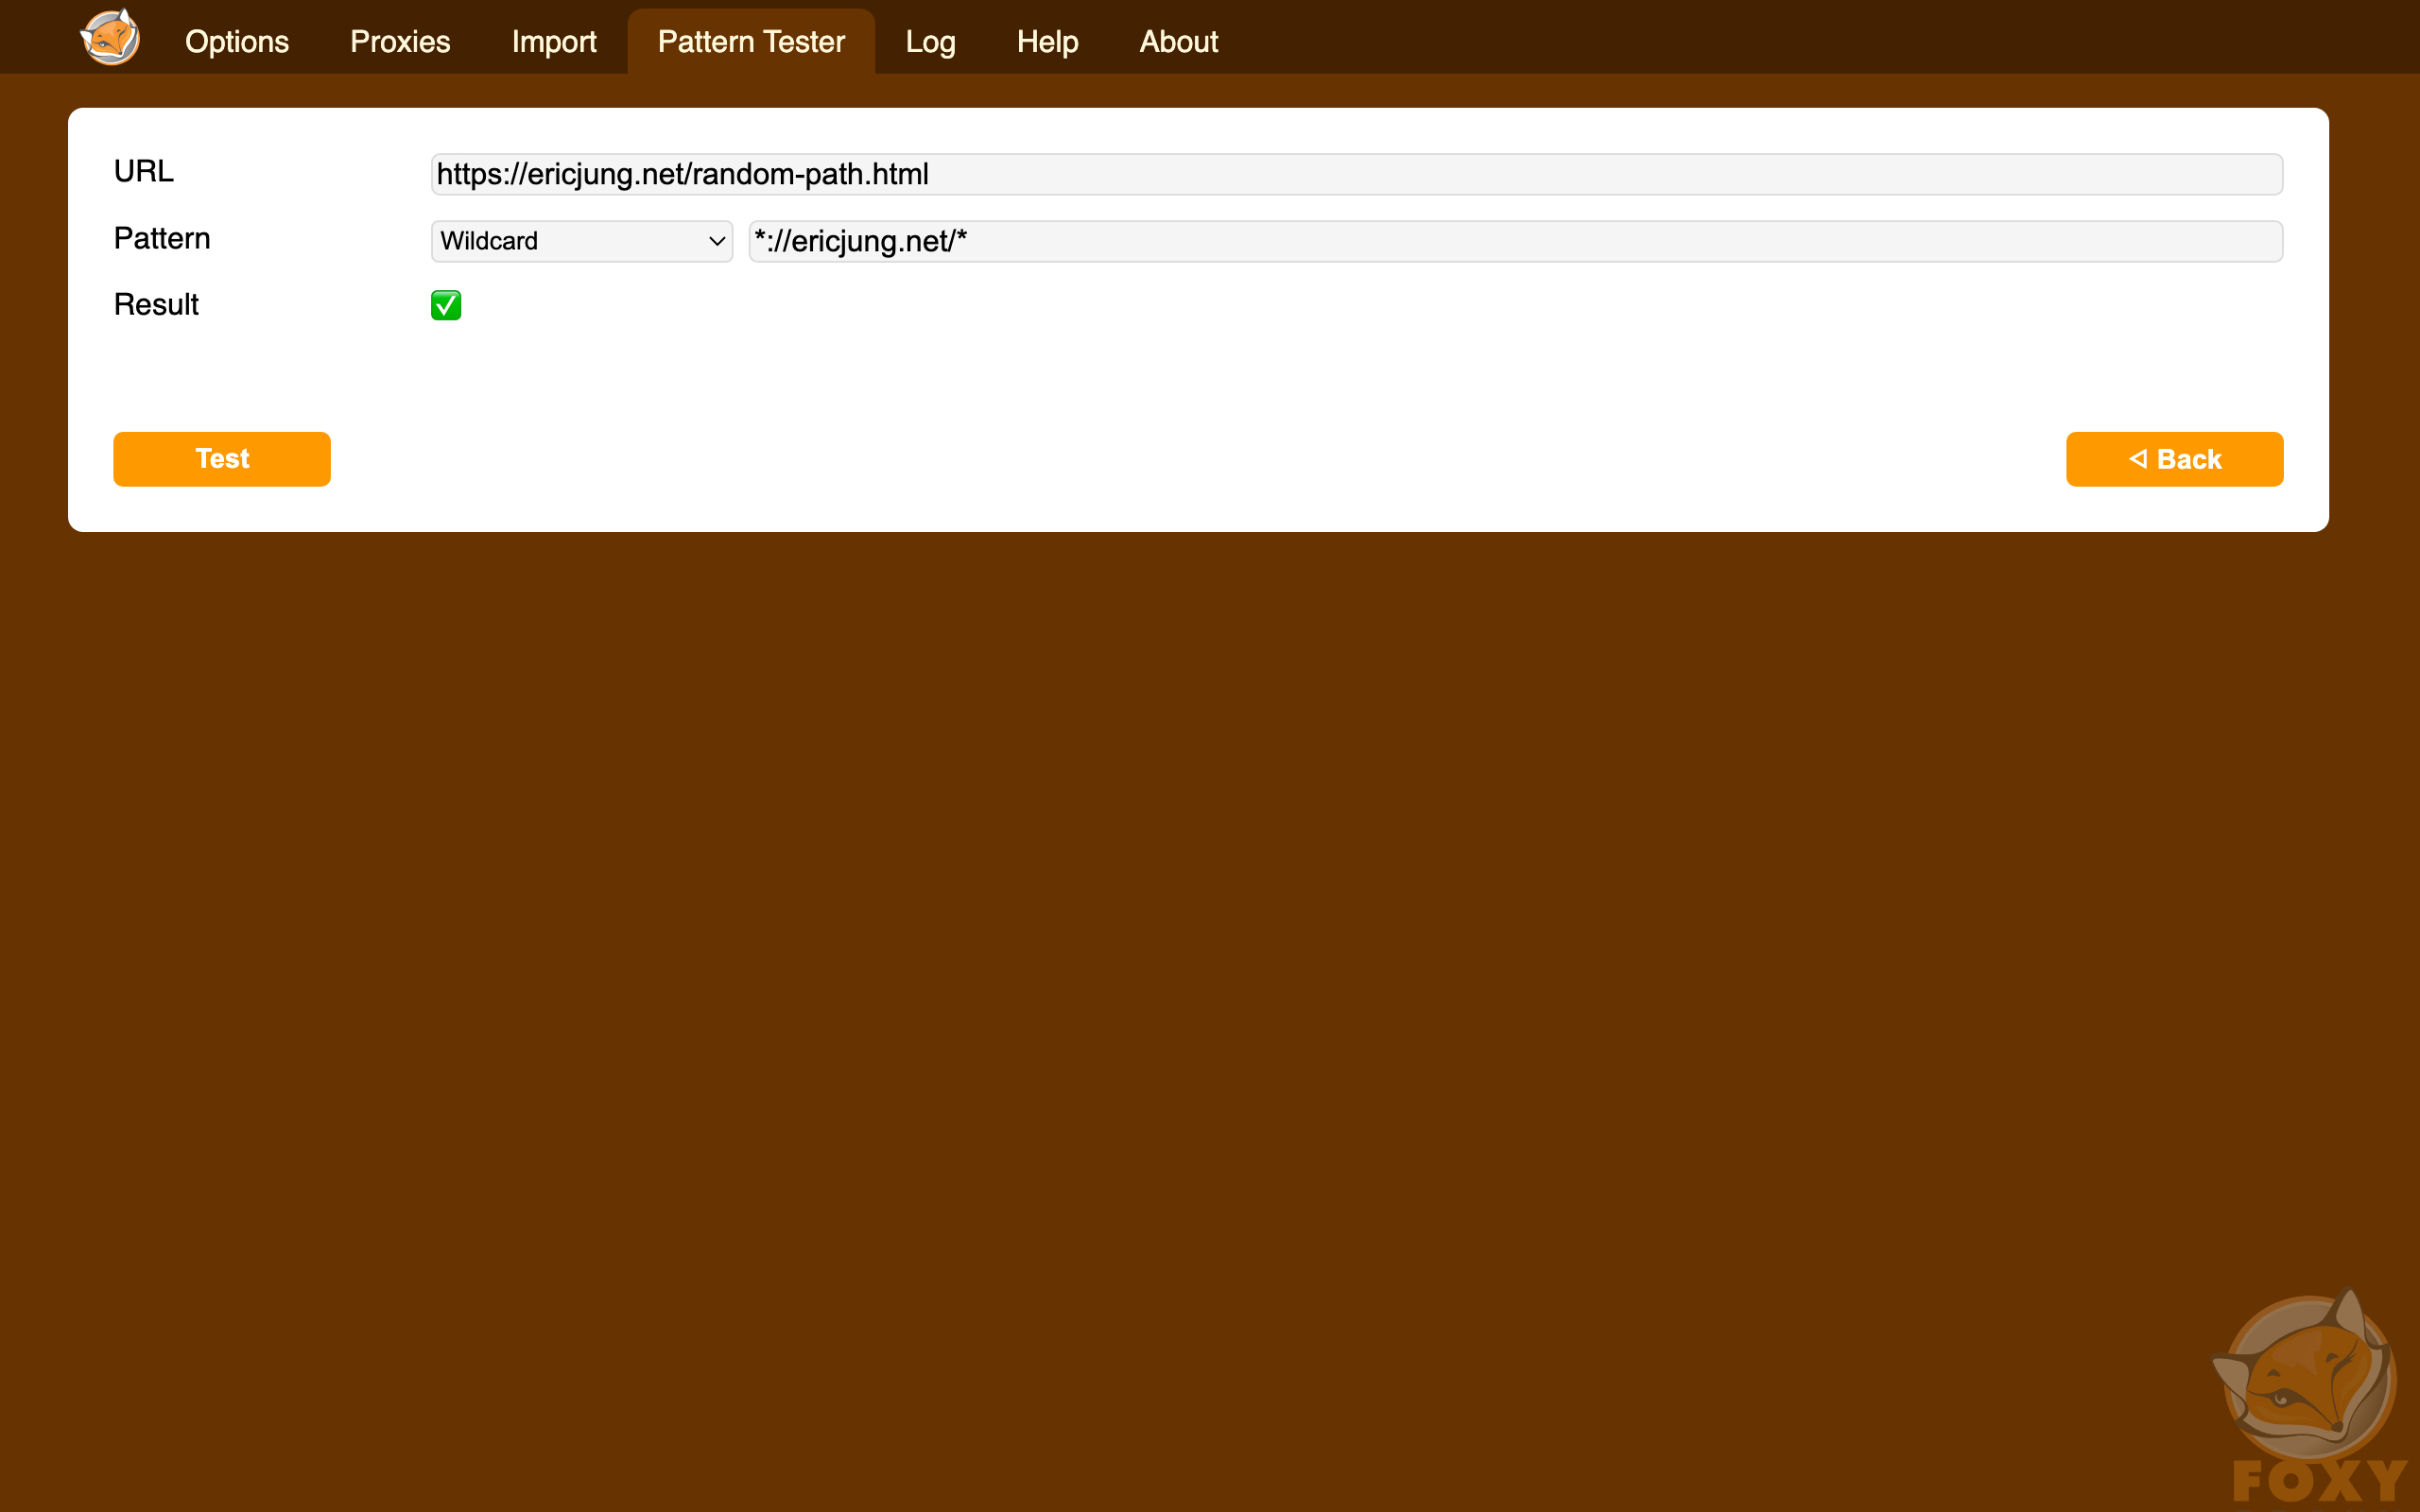 Options Proxies Import Pattern Tester Log Help About
URL https://ericjung.net/random-path.html
Pattern Wildcard *://ericjung.net/*
Result ✅
Test ⊲ Back
FOXY